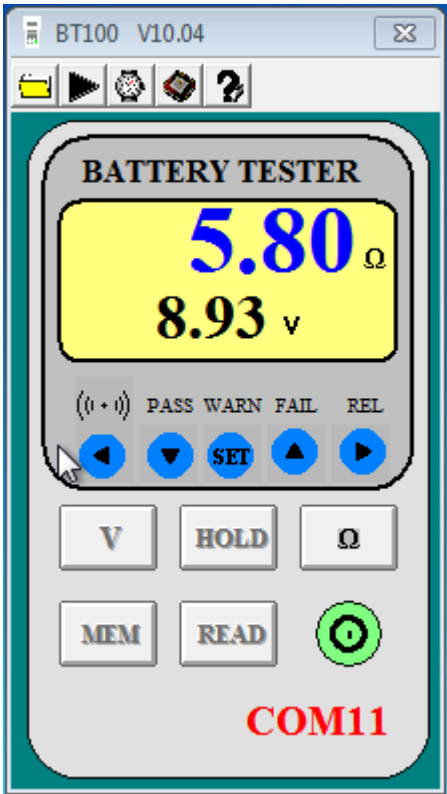 BT100 V10.04
BATTERY TESTER
5.80 Ω
8.93 V
((· + ·)) PASS WARN FAIL REL
SET
V HOLD Ω
MEM READ
COM11